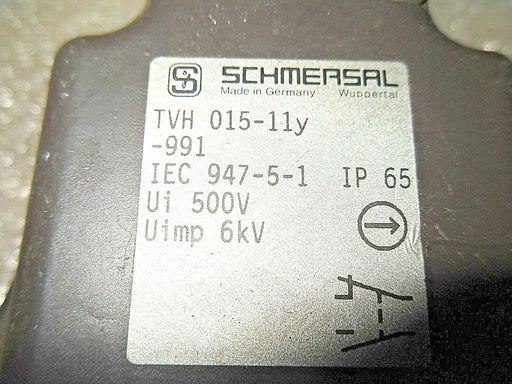 SCHMERSAL
Made in Germany Wuppertal
TVH 015-11y
-991
IEC 947-5-1 IP 65
Ui 500V
Uimp 6kV